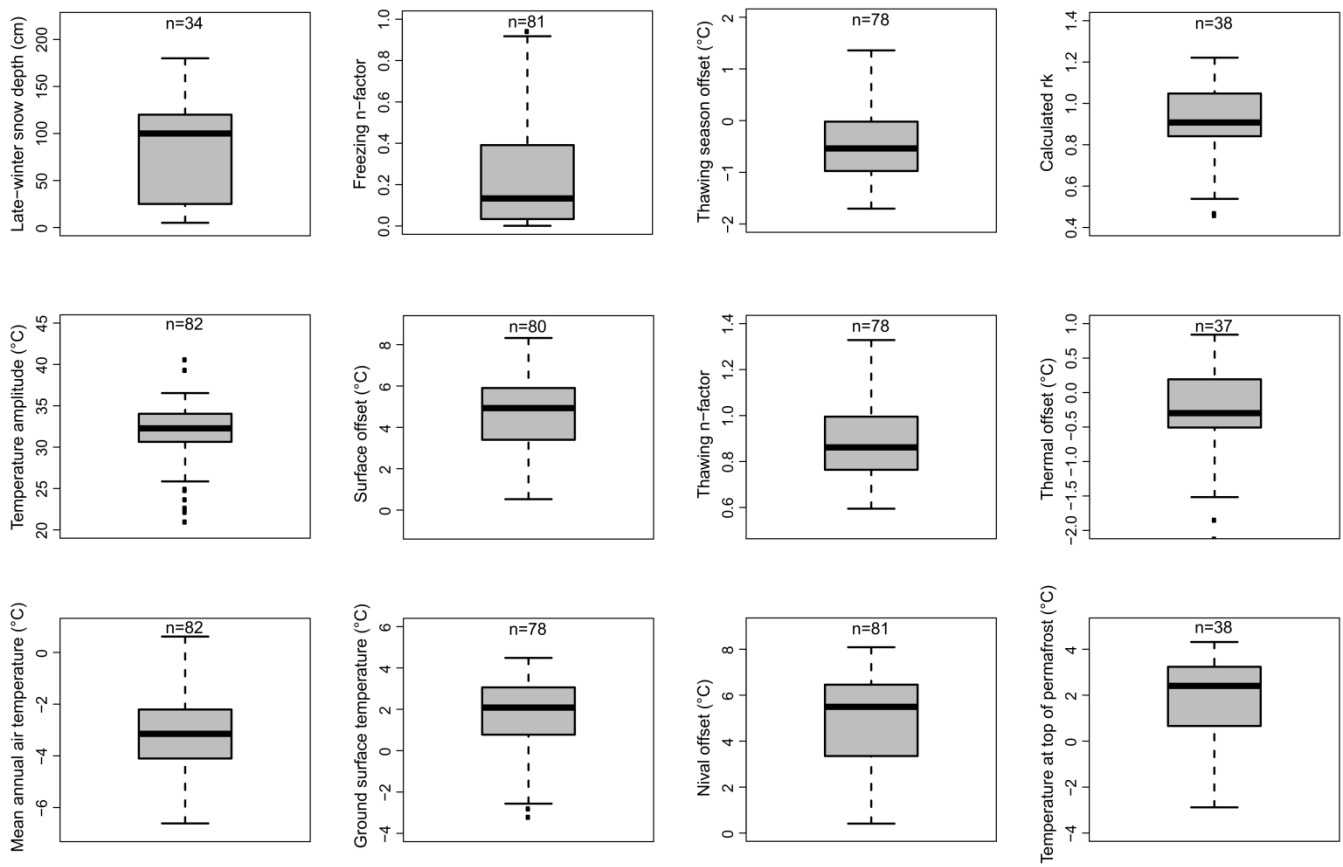 Late−winter snow depth (cm)
0
50
100
150
200
n=34
Freezing n−factor
0.0
0.2
0.4
0.6
0.8
1.0
n=81
Thawing season offset (°C)
−2
−1
0
1
2
n=78
Calculated rk
0.4
0.6
0.8
1.0
1.2
1.4
n=38
Temperature amplitude (°C)
20
25
30
35
40
45
n=82
Surface offset (°C)
0
2
4
6
8
n=80
Thawing n−factor
0.6
0.8
1.0
1.2
1.4
n=78
Thermal offset (°C)
−2.0
−1.5
−1.0
−0.5
0.0
0.5
1.0
n=37
Mean annual air temperature (°C)
−6
−4
−2
0
n=82
Ground surface temperature (°C)
−4
−2
0
2
4
6
n=78
Nival offset (°C)
0
2
4
6
8
n=81
Temperature at top of permafrost (°C)
−4
−2
0
2
4
n=38